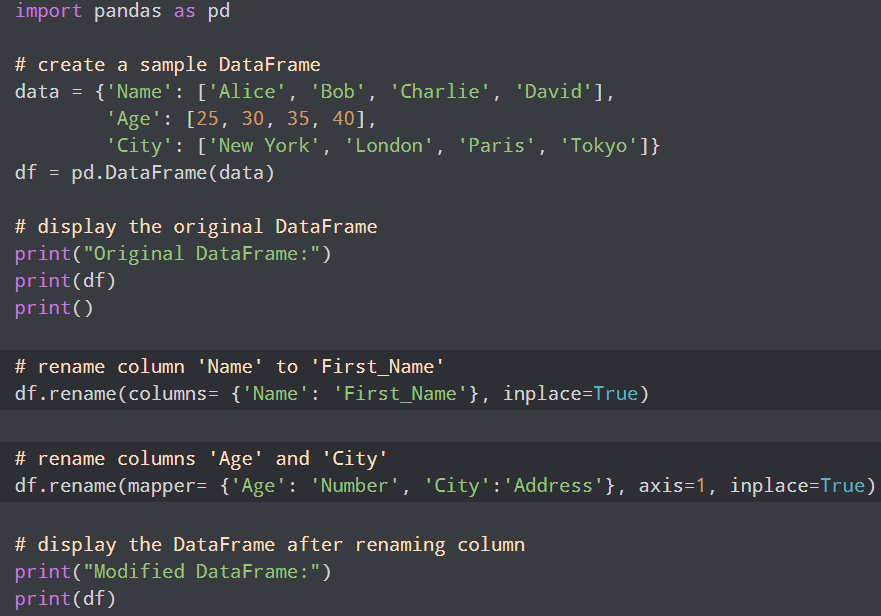 import pandas as pd
# create a sample DataFrame
data = {'Name': ['Alice', 'Bob', 'Charlie', 'David'],
        'Age': [25, 30, 35, 40],
        'City': ['New York', 'London', 'Paris', 'Tokyo']}
df = pd.DataFrame(data)
# display the original DataFrame
print("Original DataFrame:")
print(df)
print()
# rename column 'Name' to 'First_Name'
df.rename(columns= {'Name': 'First_Name'}, inplace=True)
# rename columns 'Age' and 'City'
df.rename(mapper= {'Age': 'Number', 'City':'Address'}, axis=1, inplace=True)
# display the DataFrame after renaming column
print("Modified DataFrame:")
print(df)